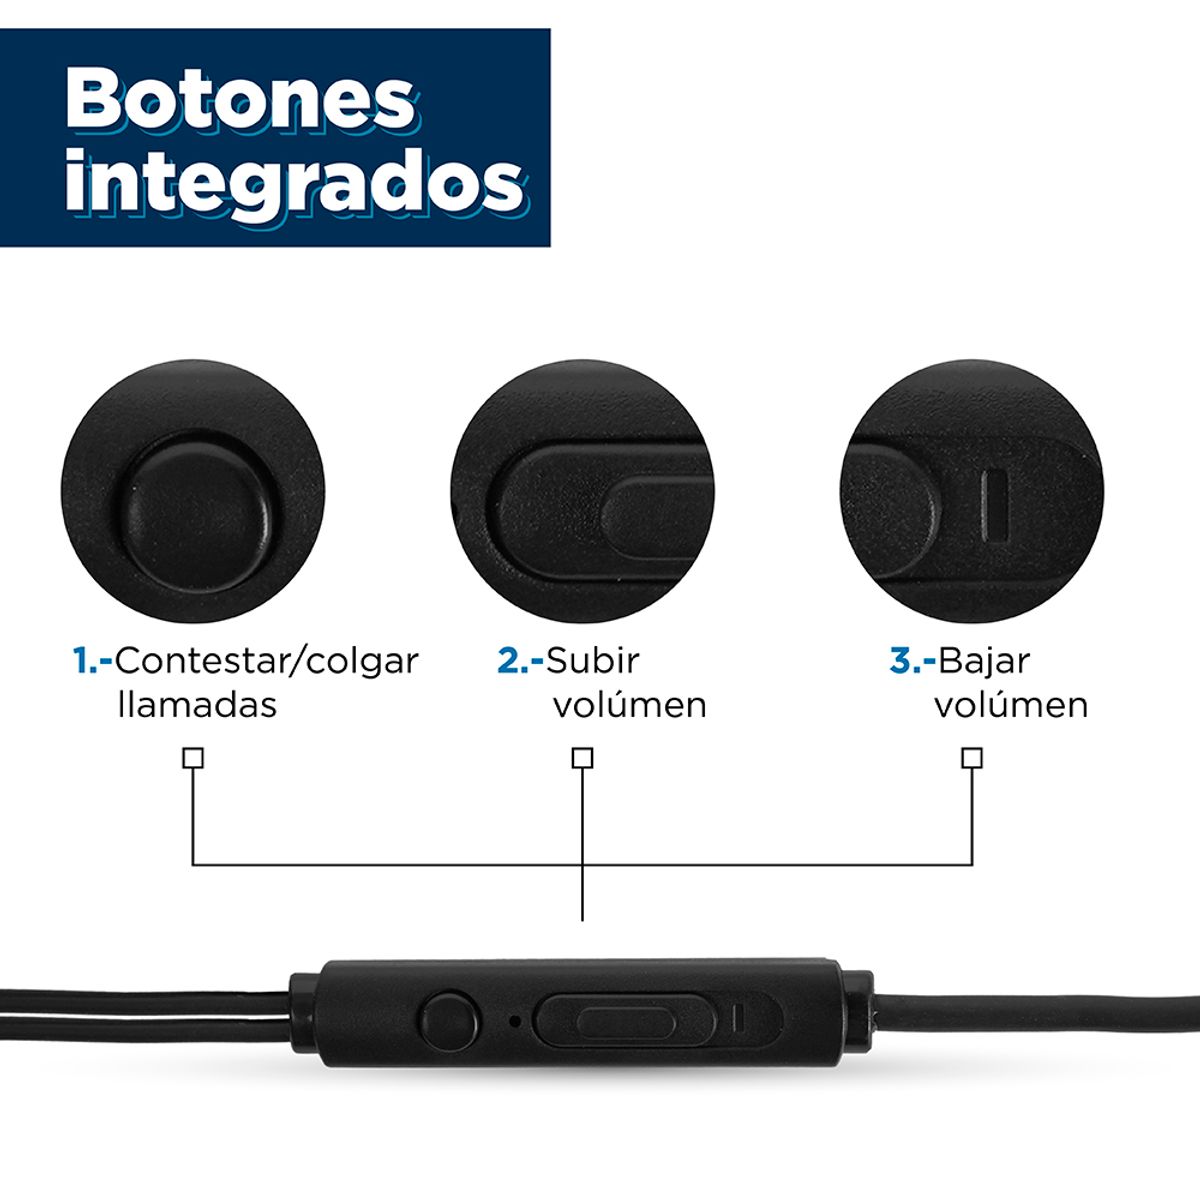 Botones
integrados
1.-Contestar/colgar
llamadas
2.-Subir
volúmen
3.-Bajar
volúmen